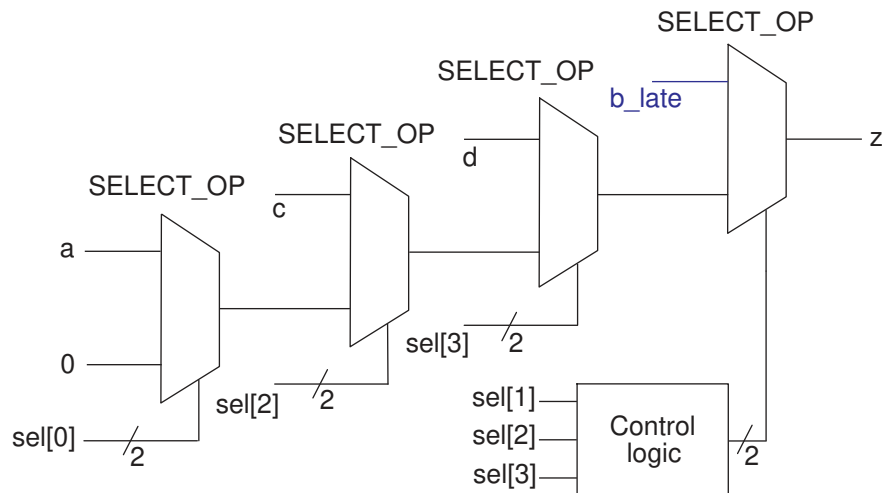 SELECT_OP
SELECT_OP
b_late
SELECT_OP
d
z
SELECT_OP
c
a
0
sel[3]
2
sel[2]
2
sel[0]
2
sel[1]
sel[2]
sel[3]
Control
logic
2